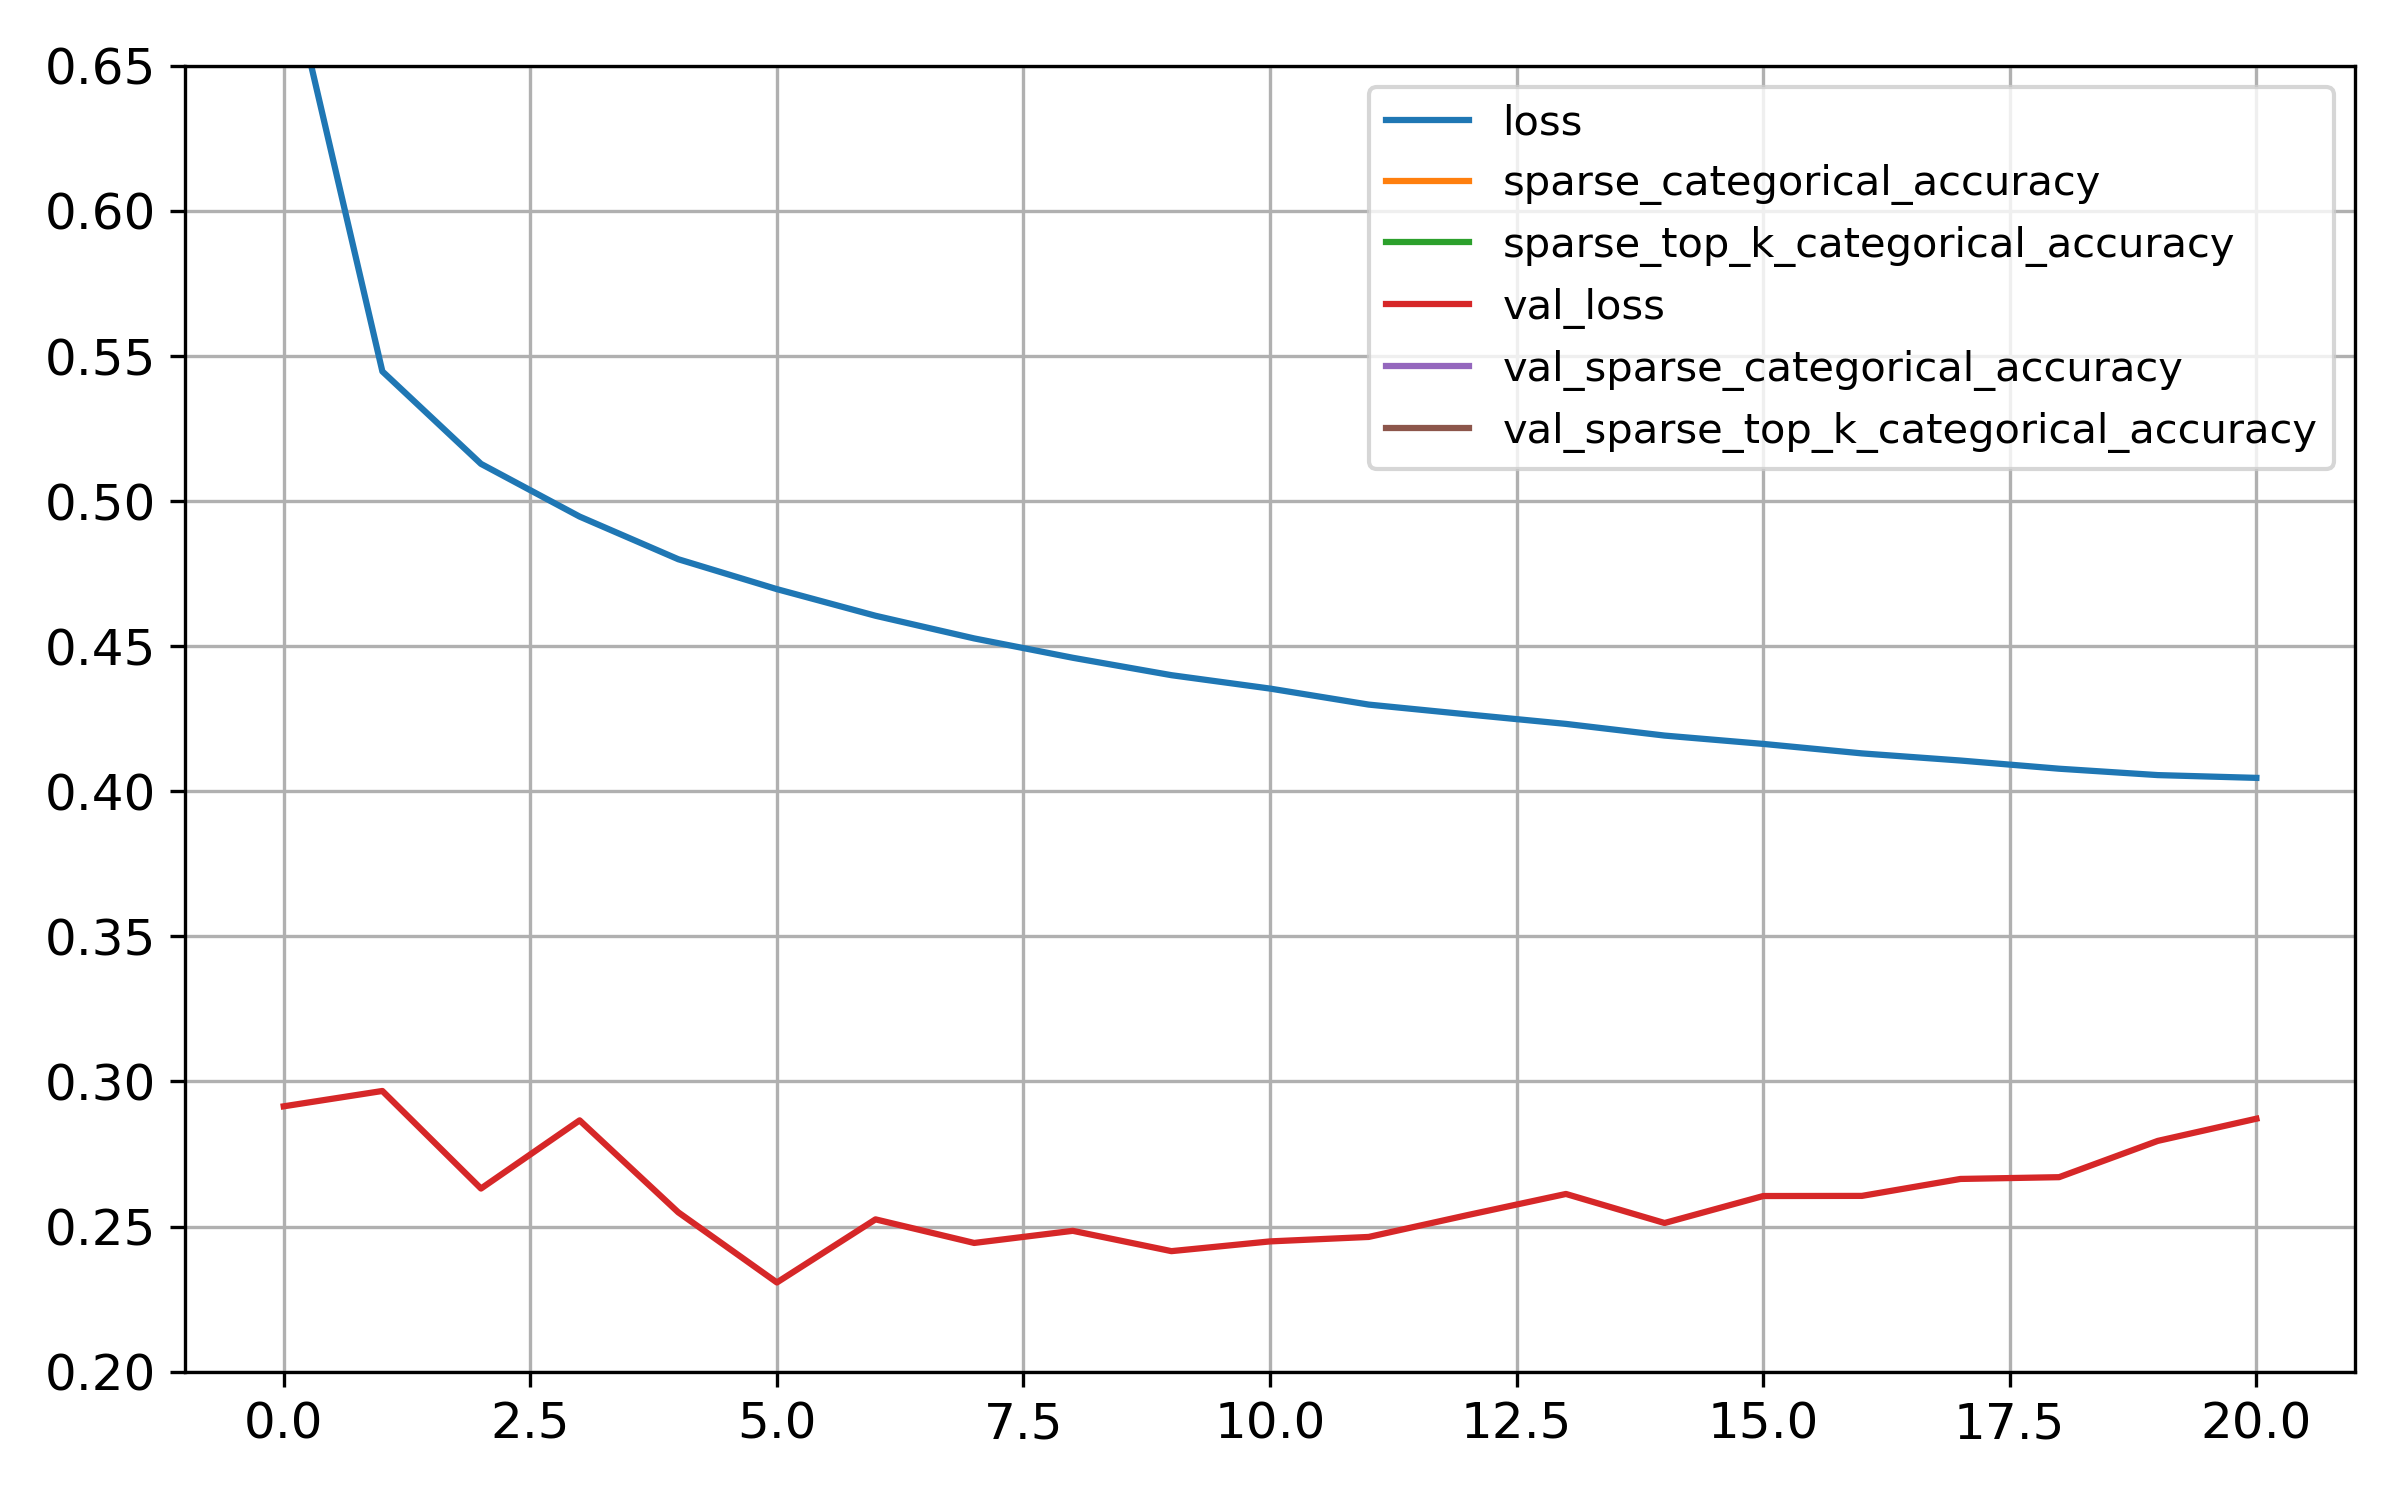 0.65
0.60
0.55
0.50
0.45
0.40
0.35
0.30
0.25
0.20
loss
sparse_categorical_accuracy
sparse_top_k_categorical_accuracy
val_loss
val_sparse_categorical_accuracy
val_sparse_top_k_categorical_accuracy
0.0 2.5 5.0 7.5 10.0 12.5 15.0 17.5 20.0